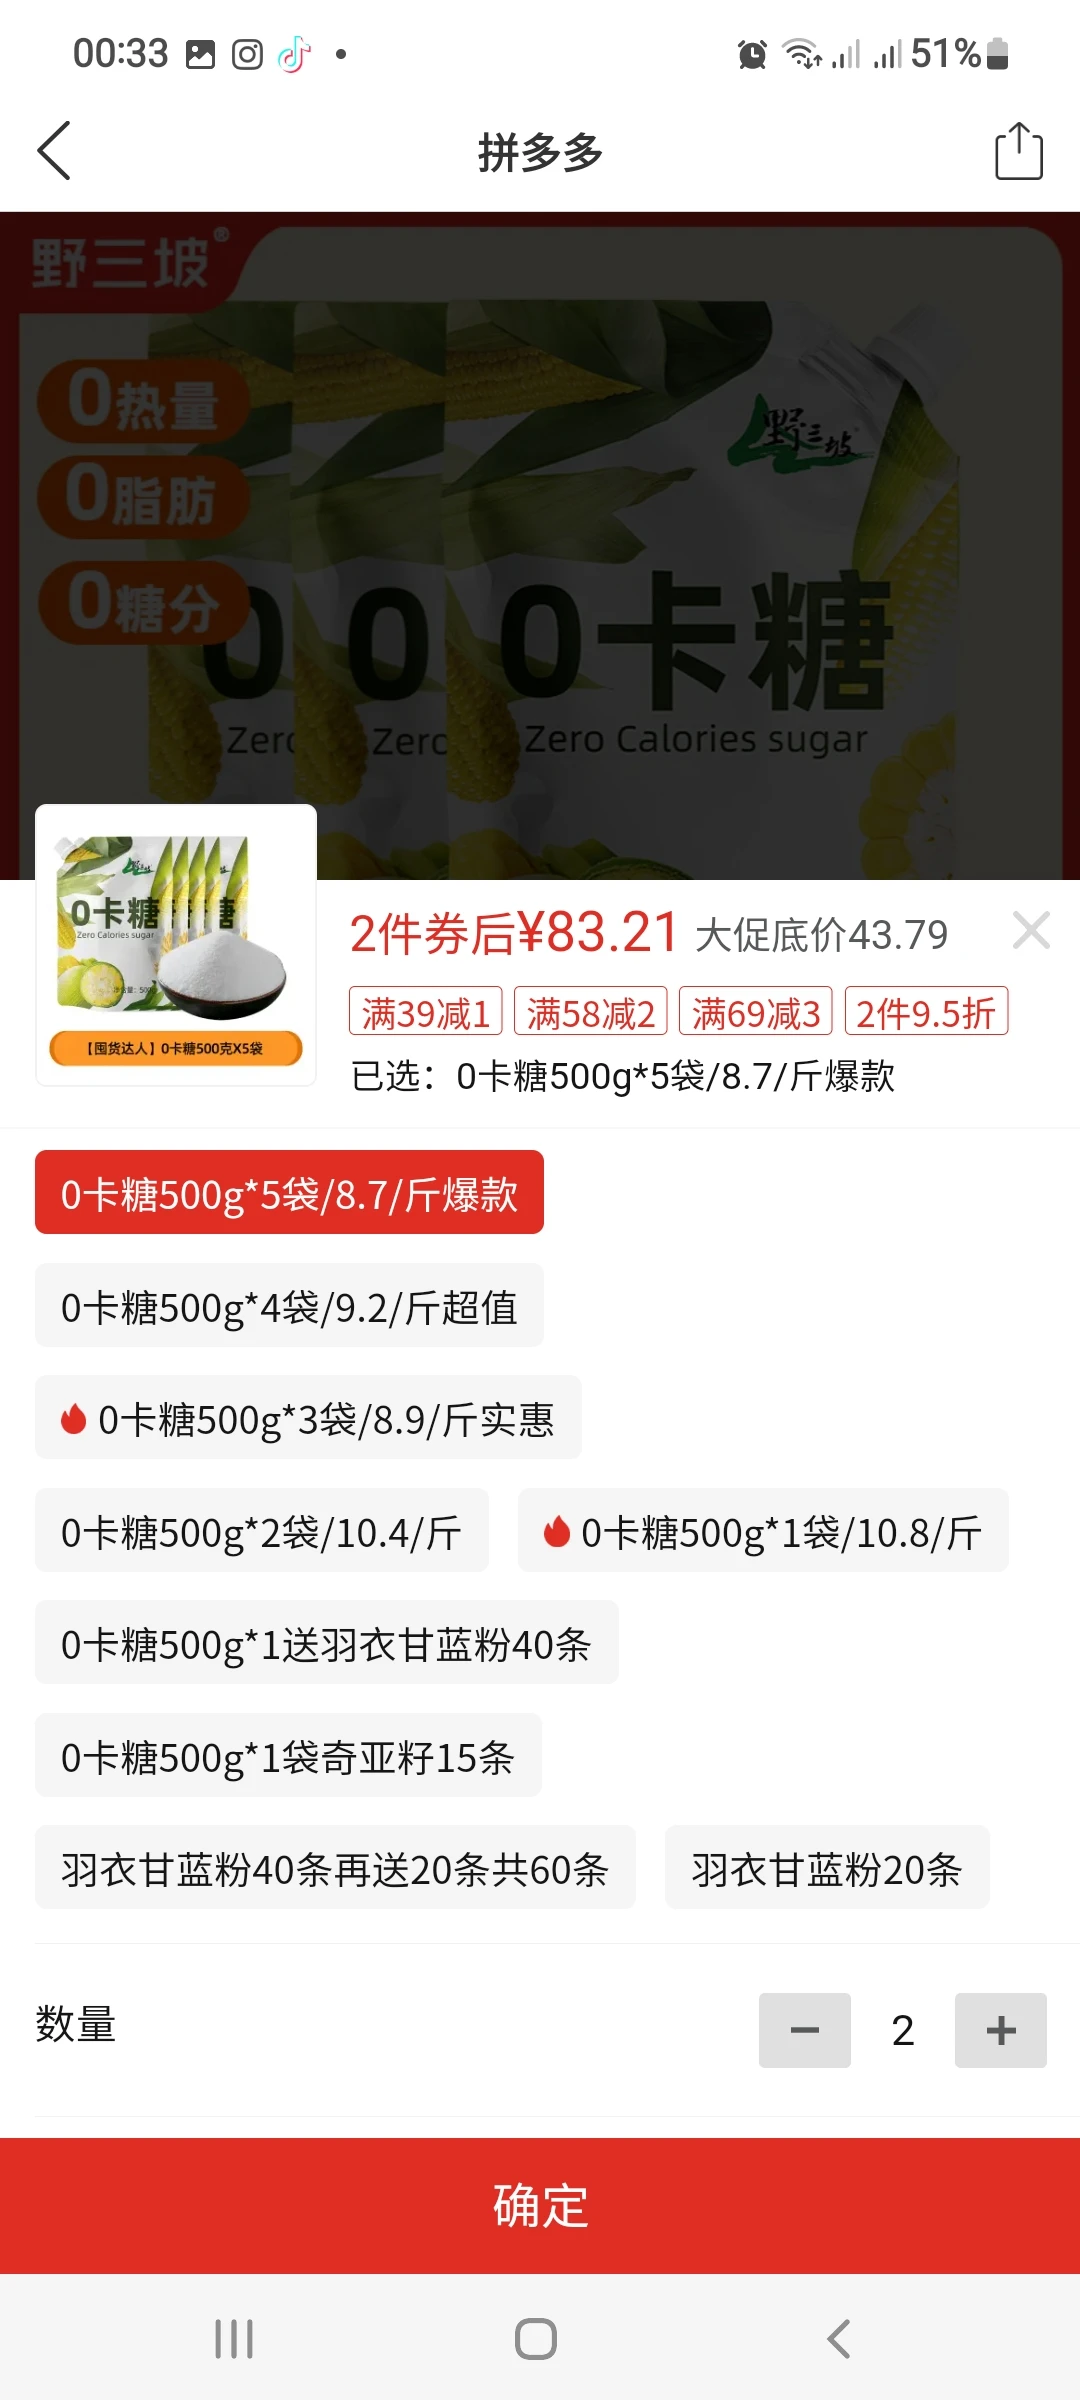 00:33
51%
拼多多
野三坡®
0热量
0脂肪
0糖分
野三坡
0 0 0卡糖
Zero Zero Zero Calories sugar
野三坡
0卡糖
Zero Calories sugar
【囤货达人】0卡糖500克X5袋
2件券后¥83.21 大促底价43.79
满39减1 满58减2 满69减3 2件9.5折
已选：0卡糖500g*5袋/8.7/斤爆款
0卡糖500g*5袋/8.7/斤爆款
0卡糖500g*4袋/9.2/斤超值
0卡糖500g*3袋/8.9/斤实惠
0卡糖500g*2袋/10.4/斤 0卡糖500g*1袋/10.8/斤
0卡糖500g*1送羽衣甘蓝粉40条
0卡糖500g*1袋奇亚籽15条
羽衣甘蓝粉40条再送20条共60条 羽衣甘蓝粉20条
数量 2
确定